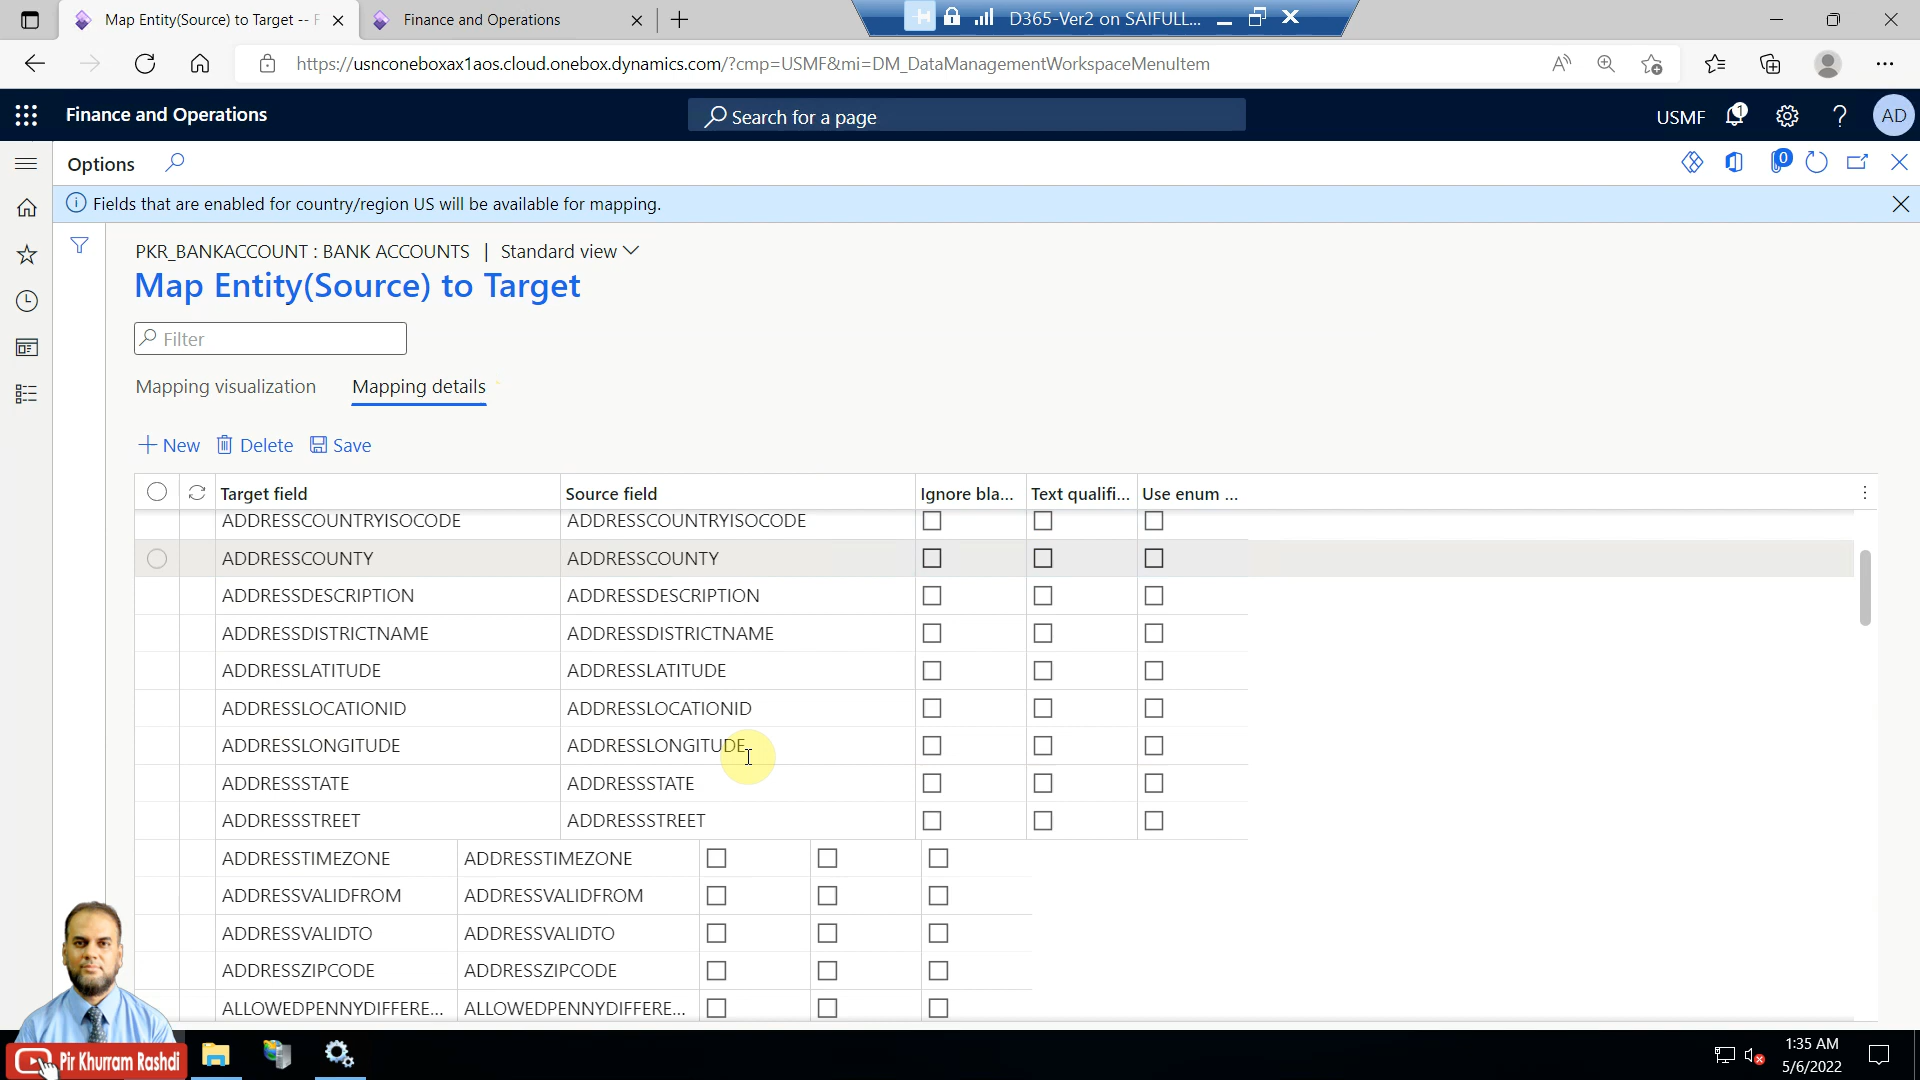 Map Entity(Source) to Target -- F
Finance and Operations
D365-Ver2 on SAIFULL...
https://usnconeboxax1aos.cloud.onebox.dynamics.com/?cmp=USMF&mi=DM_DataManagementWorkspaceMenuItem
Finance and Operations
Search for a page
USMF
1
AD
Options
0
Fields that are enabled for country/region US will be available for mapping.
PKR_BANKACCOUNT : BANK ACCOUNTS | Standard view
Map Entity(Source) to Target
Filter
Mapping visualization Mapping details
New Delete Save
Target field Source field Ignore bla... Text qualifi... Use enum ...
ADDRESSCOUNTRYISOCODE ADDRESSCOUNTRYISOCODE
ADDRESSCOUNTY ADDRESSCOUNTY
ADDRESSDESCRIPTION ADDRESSDESCRIPTION
ADDRESSDISTRICTNAME ADDRESSDISTRICTNAME
ADDRESSLATITUDE ADDRESSLATITUDE
ADDRESSLOCATIONID ADDRESSLOCATIONID
ADDRESSLONGITUDE ADDRESSLONGITUDE
ADDRESSSTATE ADDRESSSTATE
ADDRESSSTREET ADDRESSSTREET
ADDRESSTIMEZONE ADDRESSTIMEZONE
ADDRESSVALIDFROM ADDRESSVALIDFROM
ADDRESSVALIDTO ADDRESSVALIDTO
ADDRESSZIPCODE ADDRESSZIPCODE
ALLOWEDPENNYDIFFERE... ALLOWEDPENNYDIFFERE...
Pir Khurram Rashdi
1:35 AM
5/6/2022